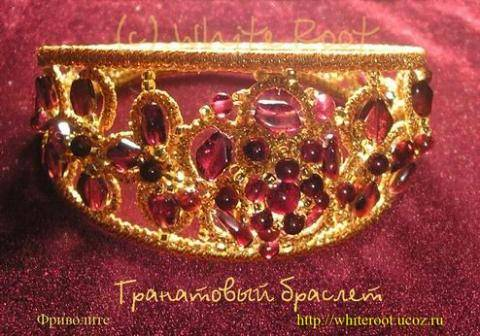 (c) White Root
Гранатовый браслет
Фриволите http://whiteroot.ucoz.ru